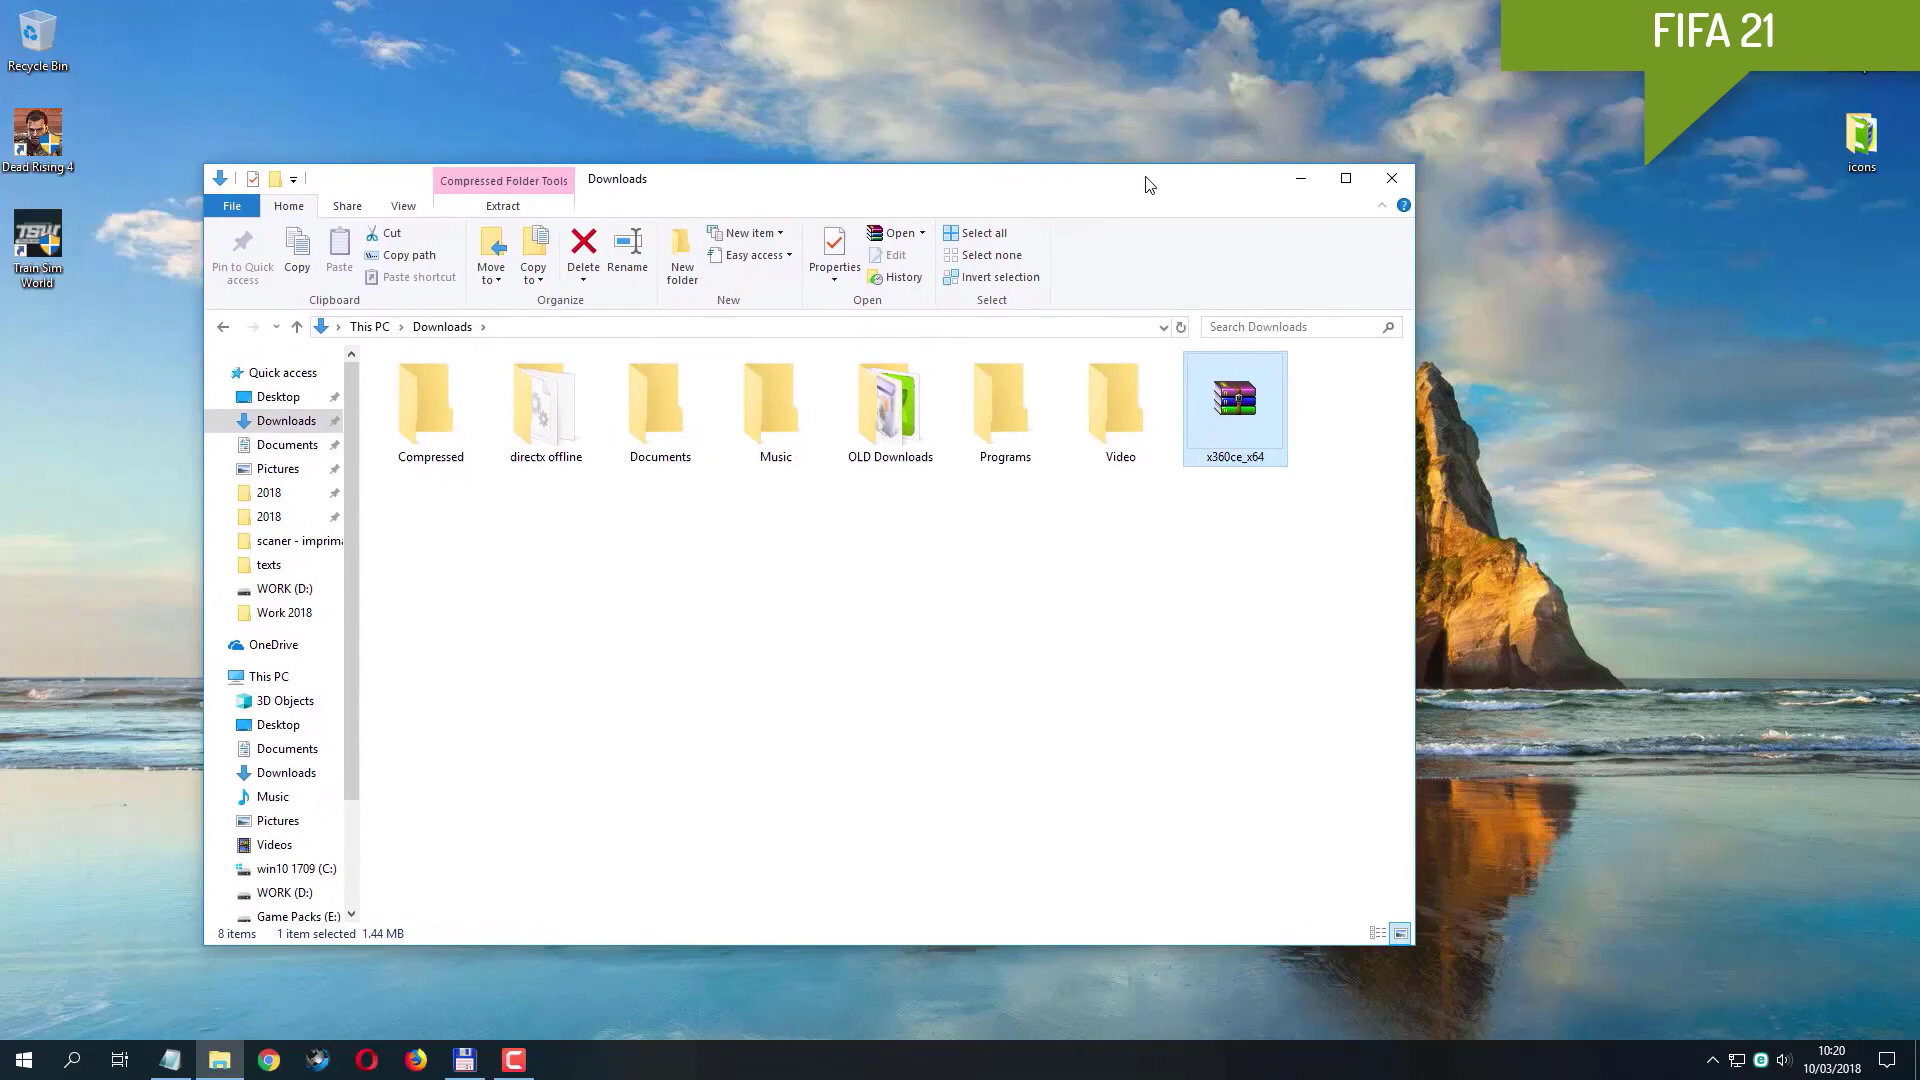 FIFA 21
Recycle Bin
Dead Rising 4
Train Sim
World
icons
Compressed Folder Tools
Downloads
File
Home
Share
View
Extract
Pin to Quick
access
Copy
Paste
Cut
Copy path
Paste shortcut
Clipboard
Move
to
Copy
to
Delete
Rename
Organize
New
folder
New item
Easy access
New
Properties
Open
Edit
History
Open
Select all
Select none
Invert selection
Select
This PC
Downloads
Search Downloads
Quick access
Desktop
Downloads
Documents
Pictures
2018
2018
scaner - imprima
texts
WORK (D:)
Work 2018
OneDrive
This PC
3D Objects
Desktop
Documents
Downloads
Music
Pictures
Videos
win10 1709 (C:)
WORK (D:)
Game Packs (E:)
Compressed
directx offline
Documents
Music
OLD Downloads
Programs
Video
x360ce_x64
8 items
1 item selected 1.44 MB
10:20
10/03/2018